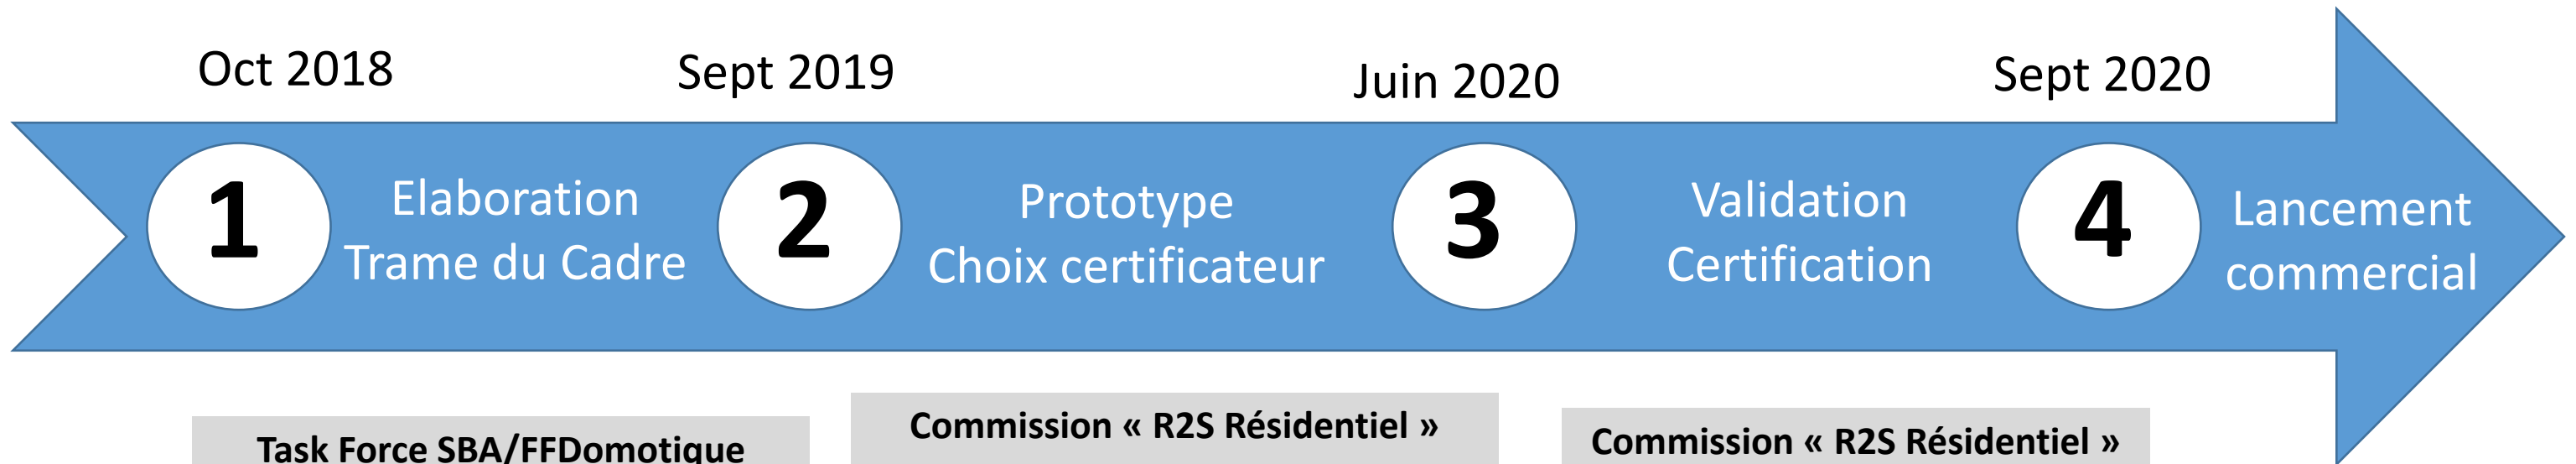 Oct 2018
Sept 2019
Juin 2020
Sept 2020
1
Elaboration
Trame du Cadre
2
Prototype
Choix certificateur
3
Validation
Certification
4
Lancement
commercial
Task Force SBA/FFDomotique
Commission « R2S Résidentiel »
Commission « R2S Résidentiel »